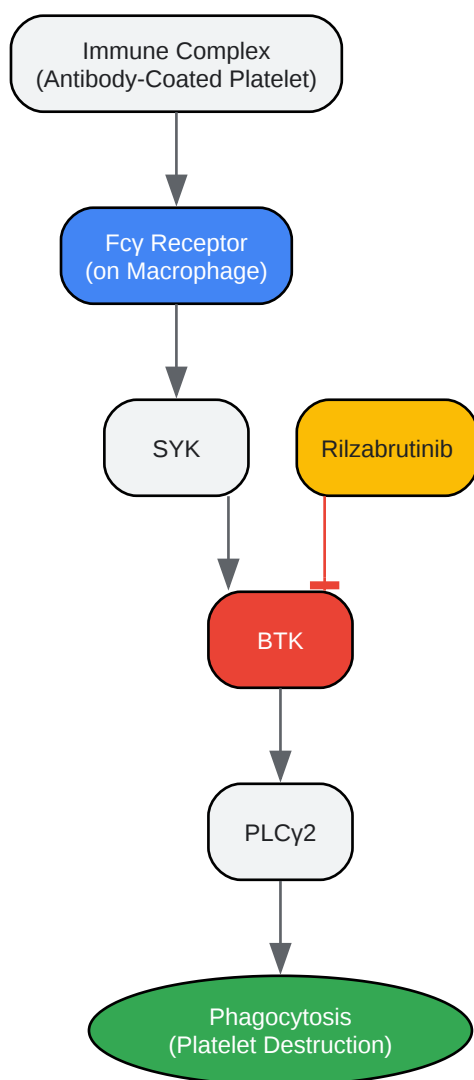 Immune Complex
(Antibody-Coated Platelet)
Fcγ Receptor
(on Macrophage)
SYK
Rilzabrutinib
BTK
PLCγ2
Phagocytosis
(Platelet Destruction)